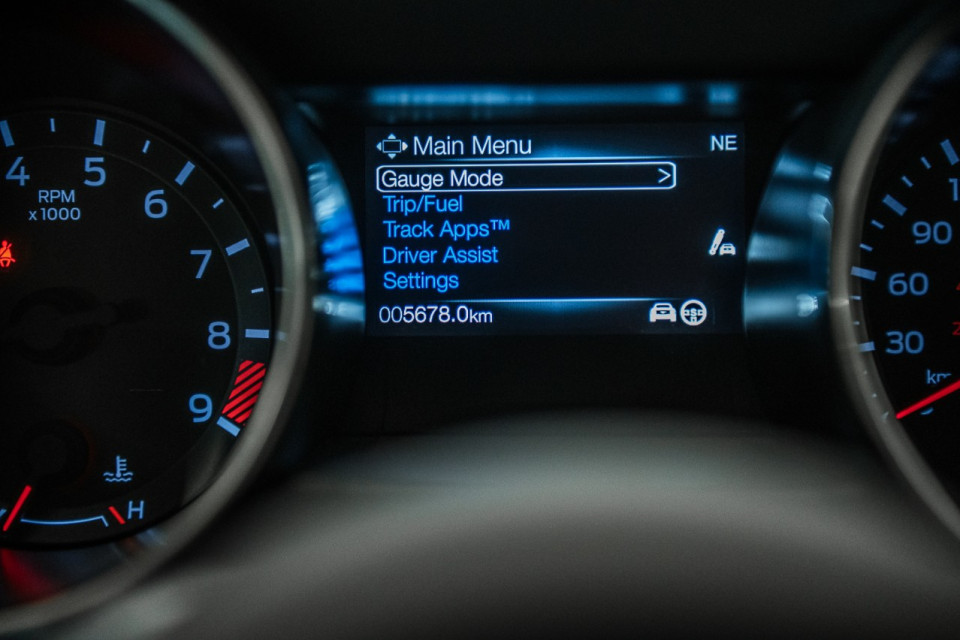 Main Menu NE
Gauge Mode >
Trip/Fuel
Track Apps™
Driver Assist
Settings
005678.0km
4 5 6 7 8 9
RPM
x1000
H
90
60
30